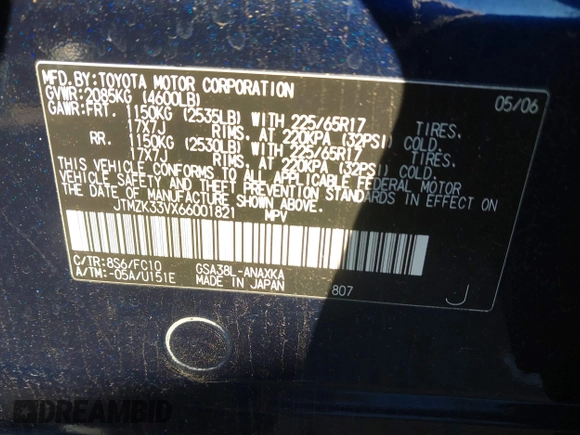 MFD.BY:TOYOTA MOTOR CORPORATION 05/06
GVWR:2085KG (4600LB)
GAWR:FRT. 1150KG (2535LB) WITH 225/65R17 TIRES,
17X7J RIMS, AT 220KPA (32PSI) COLD.
RR. 1150KG (2530LB) WITH 225/65R17 TIRES,
17X7J RIMS, AT 220KPA (32PSI) COLD.
THIS VEHICLE CONFORMS TO ALL APPLICABLE FEDERAL MOTOR
VEHICLE SAFETY AND THEFT PREVENTION STANDARDS IN EFFECT ON
THE DATE OF MANUFACTURE SHOWN ABOVE.
JTMZK33VX66001821 MPV
C/TR:8S6/FC10 GSA38L-ANAXKA
A/TM:-05A/U151E MADE IN JAPAN 807 J
DREAMBID